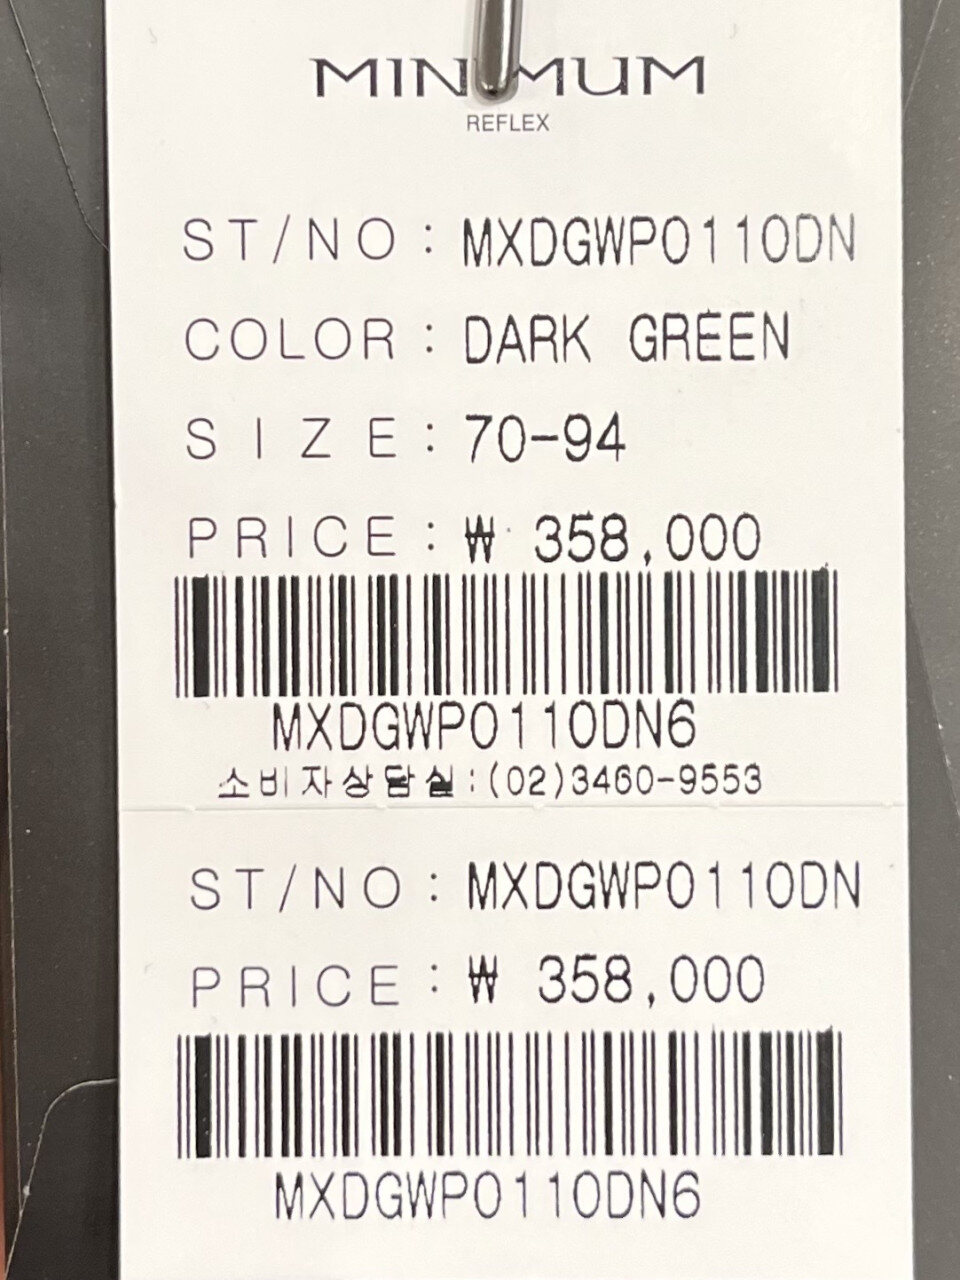 MINIMUM
REFLEX
ST/NO : MXDGWP0110DN
COLOR : DARK GREEN
SIZE : 70-94
PRICE : ₩ 358,000
MXDGWP0110DN6
소비자상담실:(02)3460-9553
ST/NO : MXDGWP0110DN
PRICE : ₩ 358,000
MXDGWP0110DN6